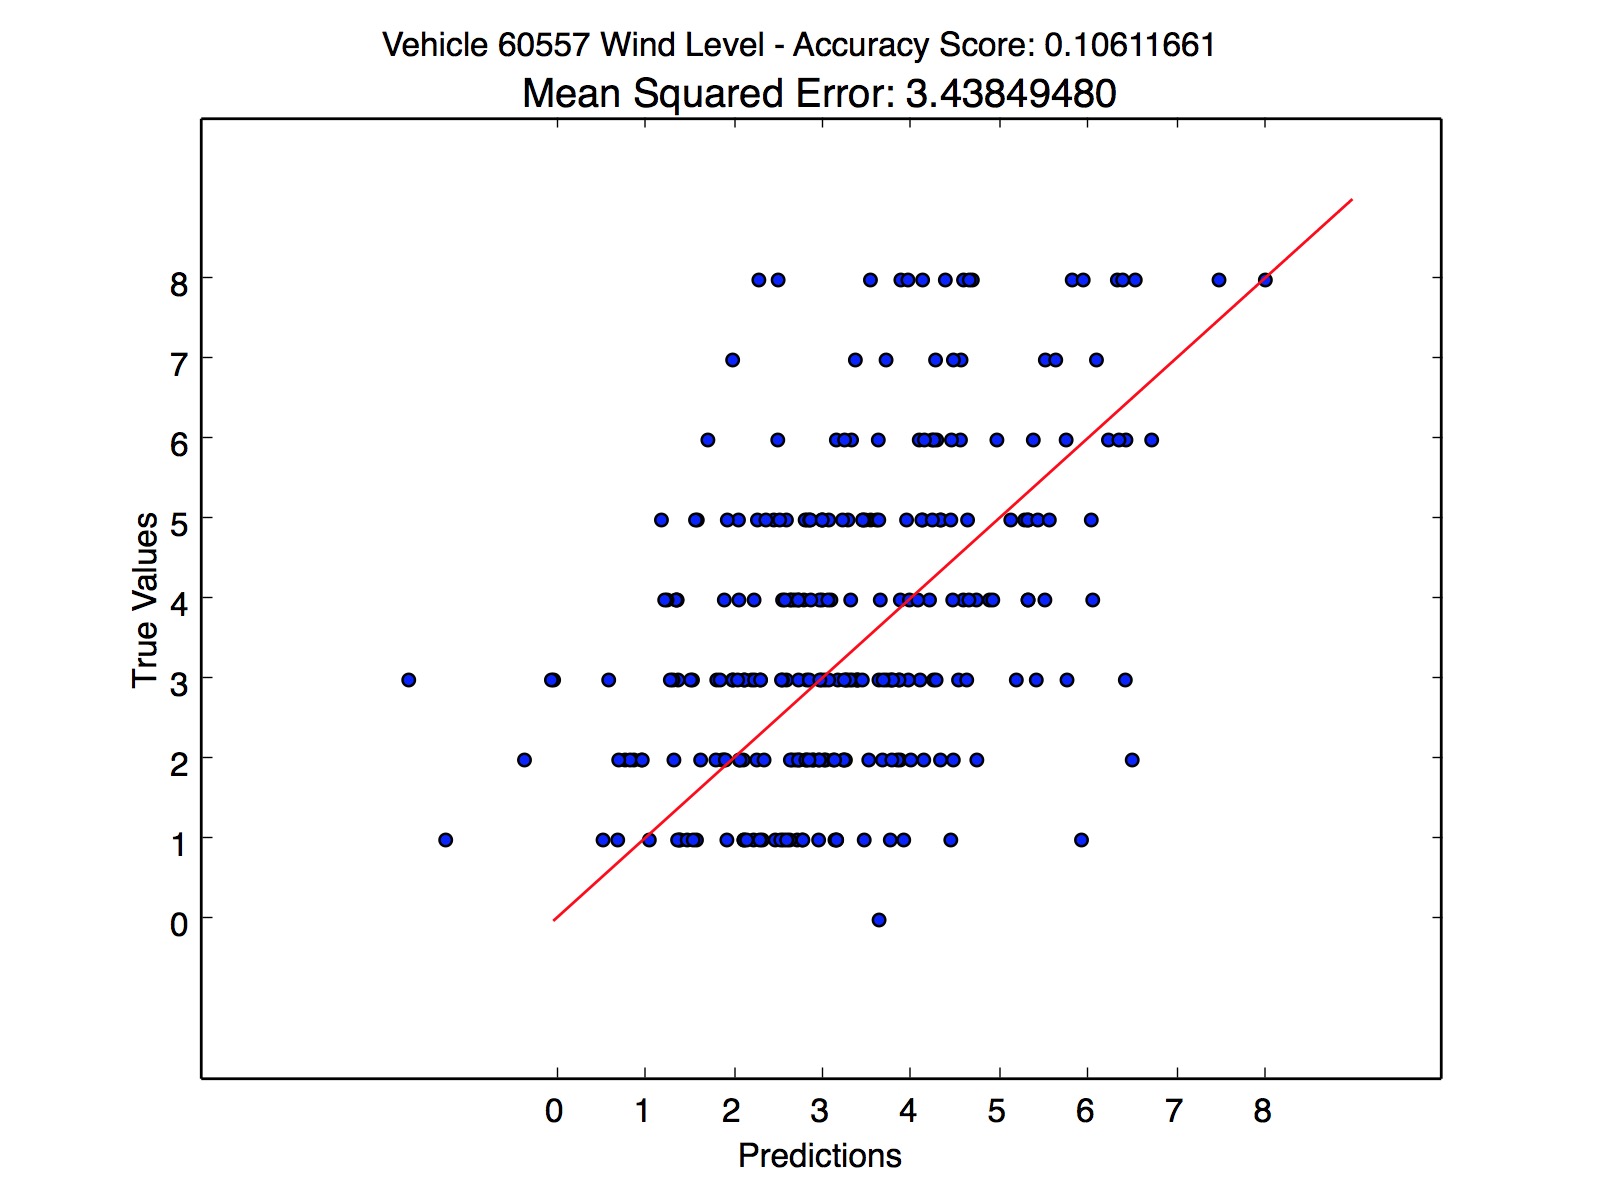 Vehicle 60557 Wind Level - Accuracy Score: 0.10611661
Mean Squared Error: 3.43849480
8
7
6
5
4
3
2
1
0
True Values
0 1 2 3 4 5 6 7 8
Predictions